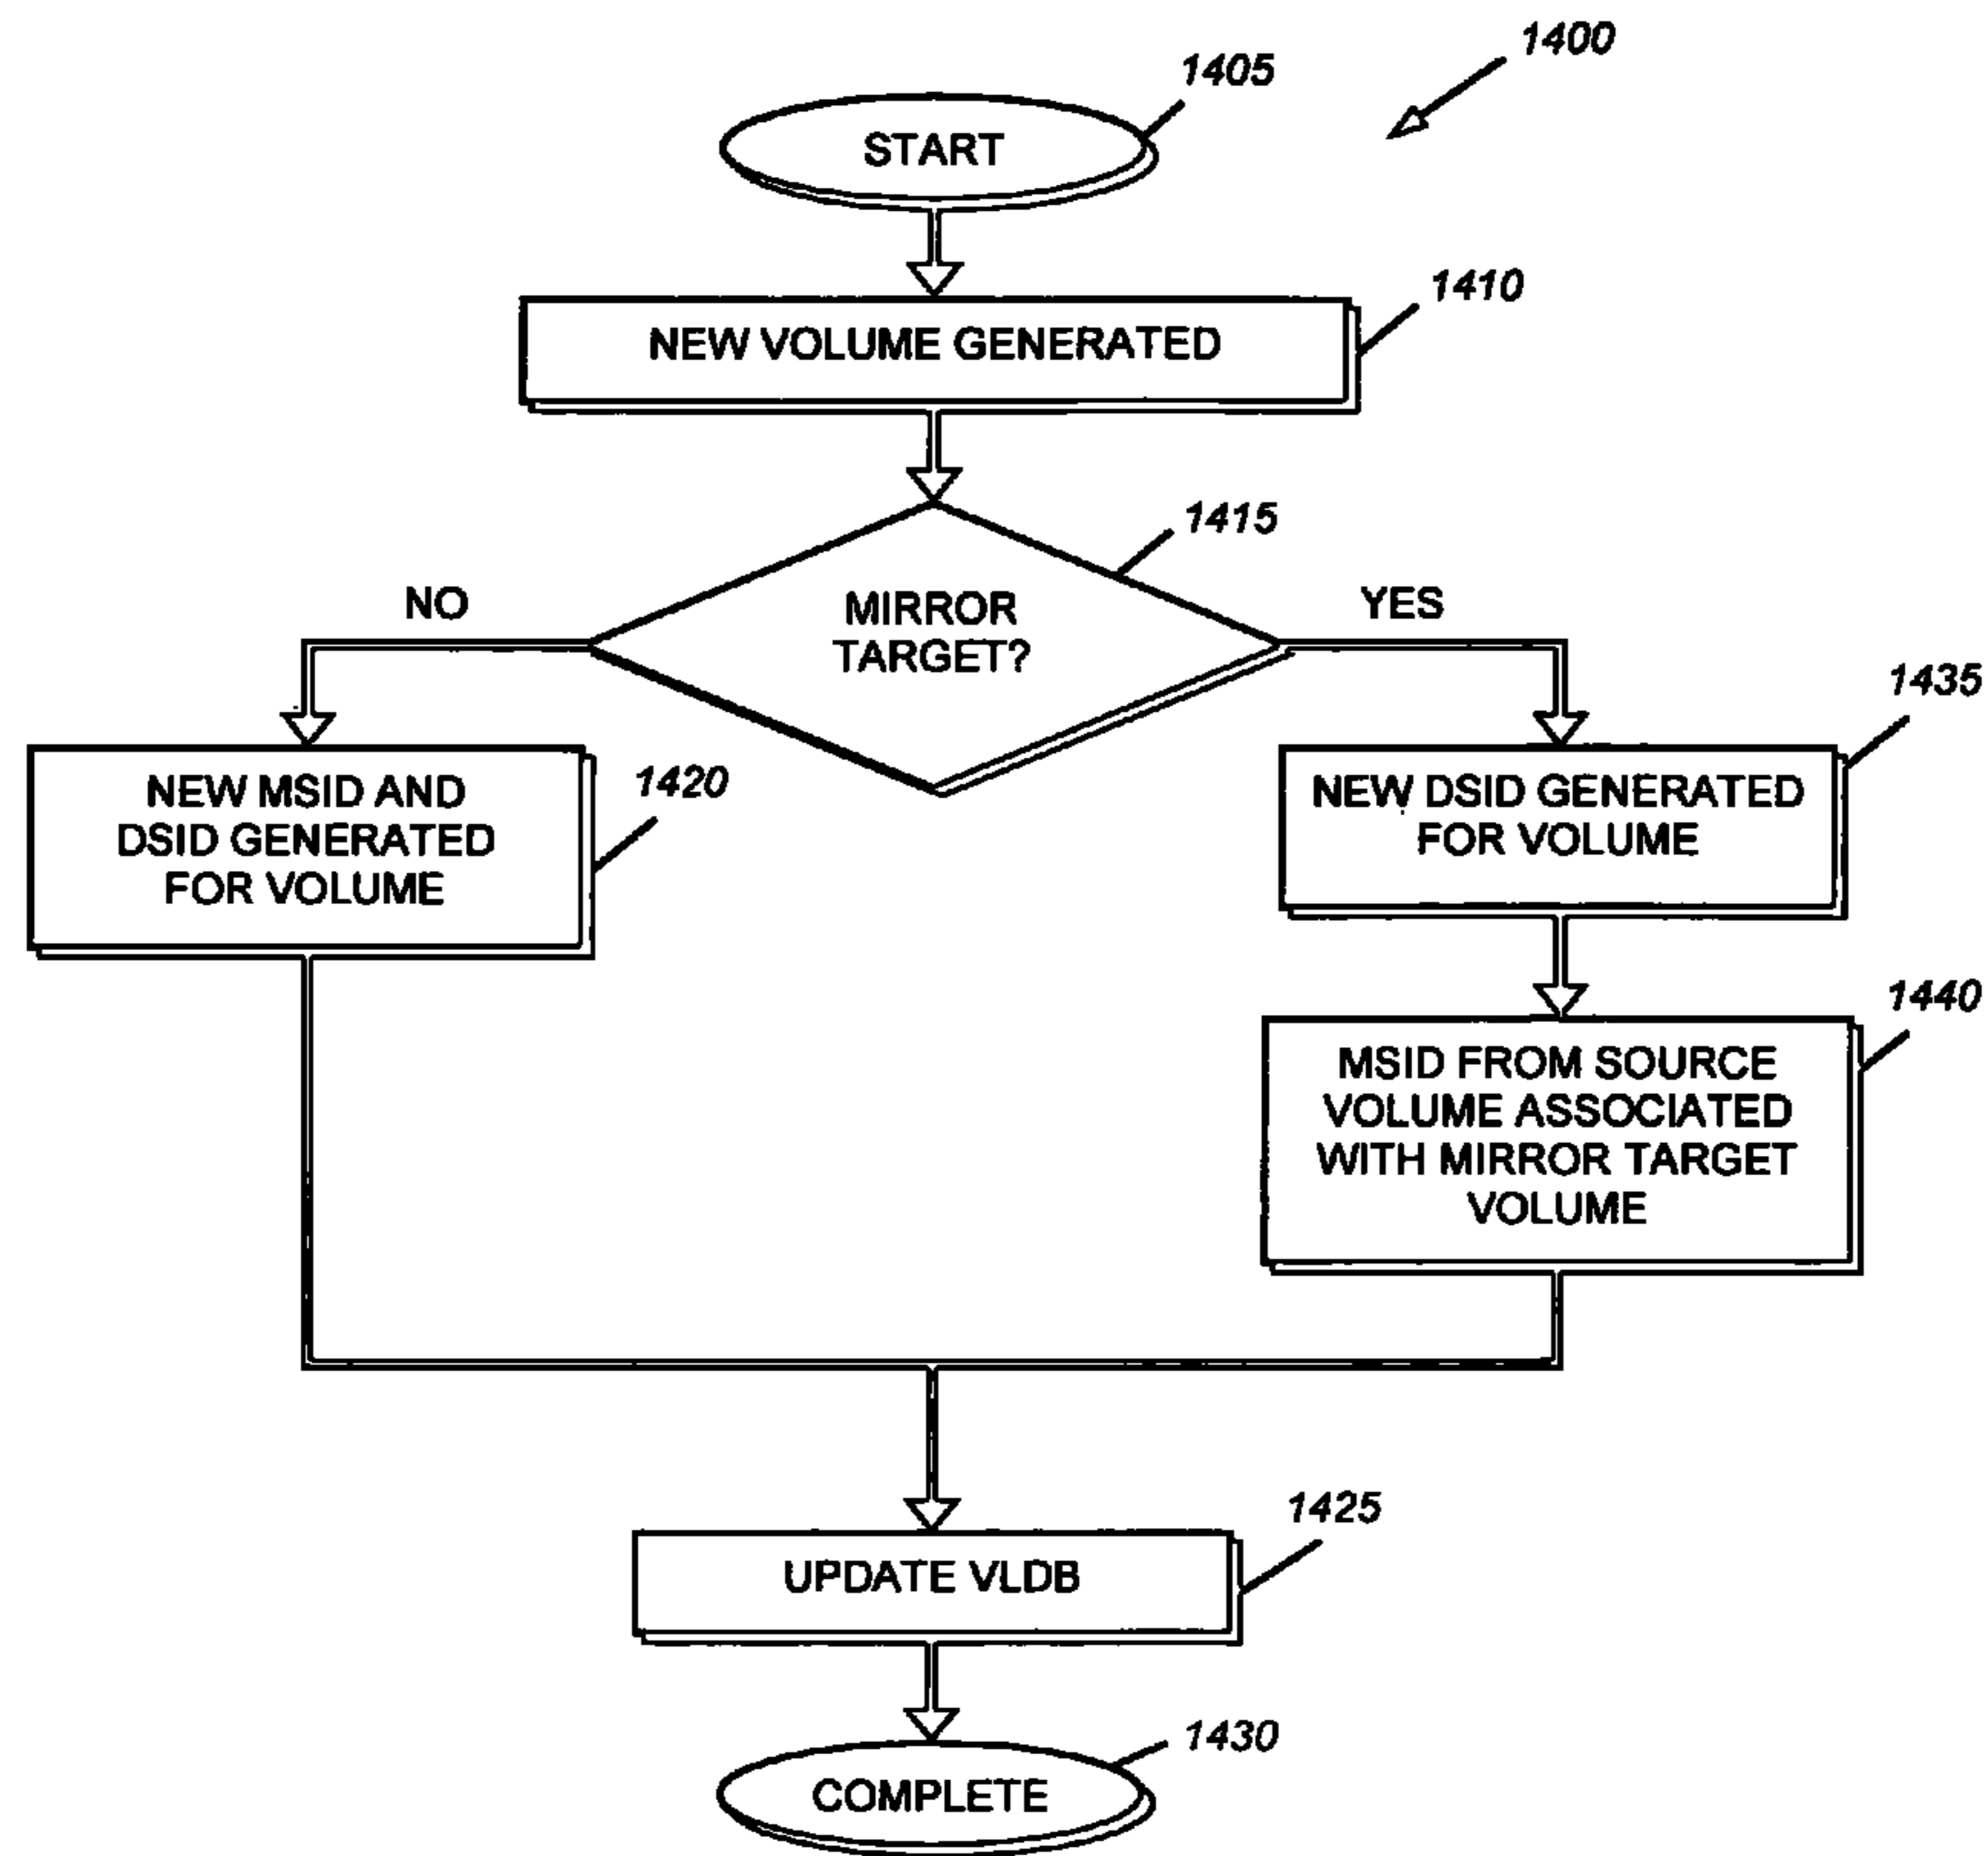 1400
1405
START
1410
NEW VOLUME GENERATED
1415
MIRROR
TARGET?
NO
YES
1420
NEW MSID AND
DSID GENERATED
FOR VOLUME
1435
NEW DSID GENERATED
FOR VOLUME
1440
MSID FROM SOURCE
VOLUME ASSOCIATED
WITH MIRROR TARGET
VOLUME
1425
UPDATE VLDB
1430
COMPLETE